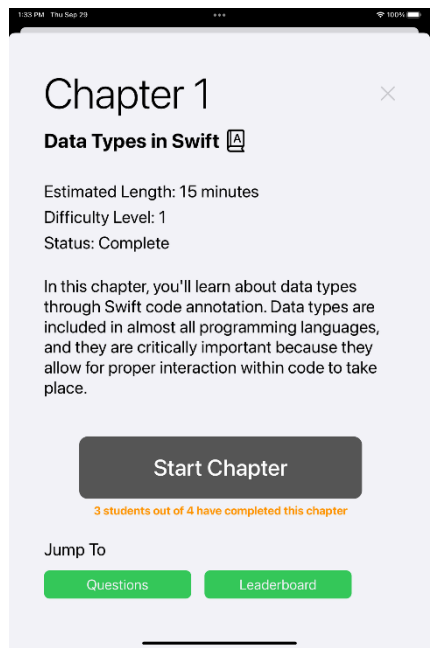 1:33 PM Thu Sep 29
100%
Chapter 1
Data Types in Swift
A
Estimated Length: 15 minutes
Difficulty Level: 1
Status: Complete
In this chapter, you'll learn about data types
through Swift code annotation. Data types are
included in almost all programming languages,
and they are critically important because they
allow for proper interaction within code to take
place.
Start Chapter
3 students out of 4 have completed this chapter
Jump To
Questions
Leaderboard